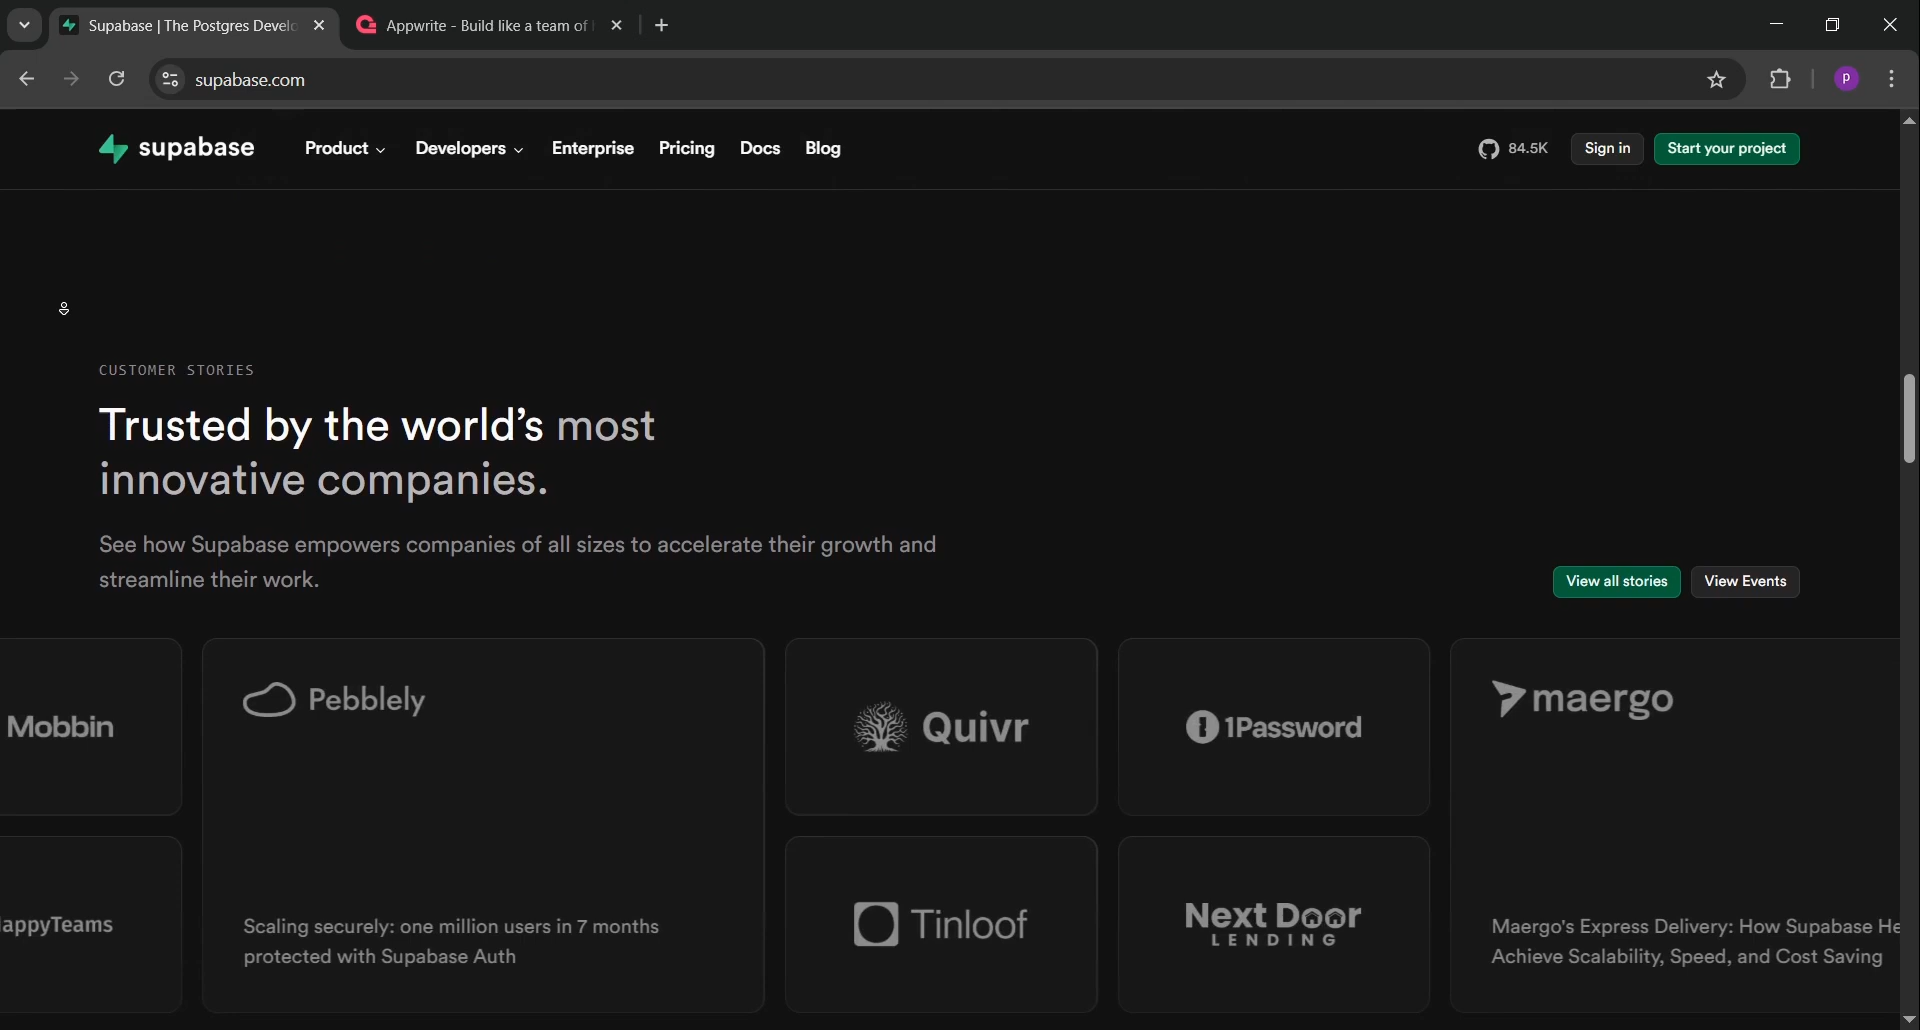 Supabase | The Postgres Develo
Appwrite - Build like a team of
supabase.com
P
supabase
Product
Developers
Enterprise
Pricing
Docs
Blog
84.5K
Sign in
Start your project
CUSTOMER STORIES
Trusted by the world's most
innovative companies.
See how Supabase empowers companies of all sizes to accelerate their growth and
streamline their work.
View all stories
View Events
Mobbin
Pebblely
Quivr
1Password
maergo
appyTeams
Scaling securely: one million users in 7 months
protected with Supabase Auth
Tinloof
Next Door
LENDING
Maergo's Express Delivery: How Supabase He
Achieve Scalability, Speed, and Cost Saving